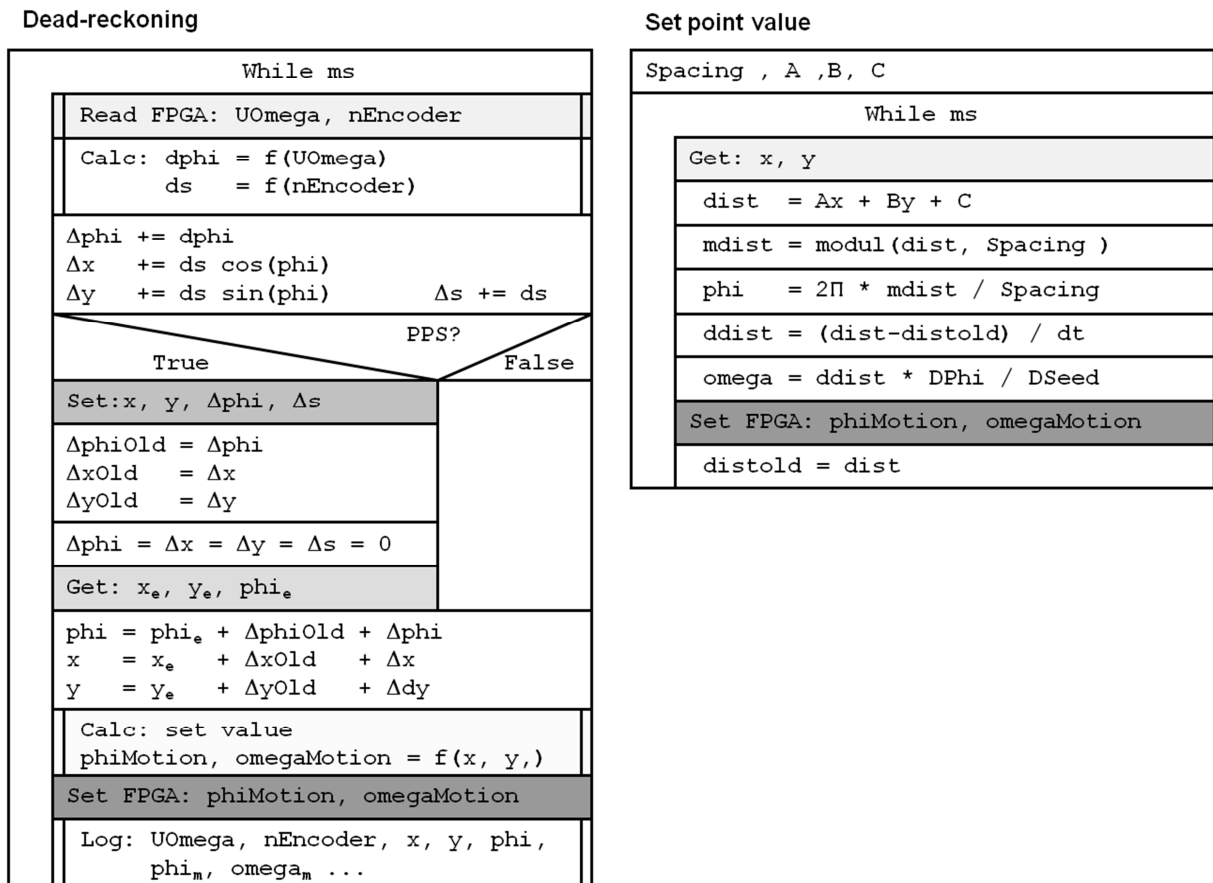 Dead-reckoning
While ms
Read FPGA: UOmega, nEncoder
Calc: dphi = f(UOmega)
ds = f(nEncoder)
Δphi += dphi
Δx += ds cos(phi)
Δy += ds sin(phi) Δs += ds
PPS?
True False
Set:x, y, Δphi, Δs
ΔphiOld = Δphi
ΔxOld = Δx
ΔyOld = Δy
Δphi = Δx = Δy = Δs = 0
Get: xₑ, yₑ, phiₑ
phi = phiₑ + ΔphiOld + Δphi
x = xₑ + ΔxOld + Δx
y = yₑ + ΔyOld + Δdy
Calc: set value
phiMotion, omegaMotion = f(x, y,)
Set FPGA: phiMotion, omegaMotion
Log: UOmega, nEncoder, x, y, phi,
phiₘ, omegaₘ ...
Set point value
Spacing , A ,B, C
While ms
Get: x, y
dist = Ax + By + C
mdist = modul(dist, Spacing )
phi = 2Π * mdist / Spacing
ddist = (dist-distold) / dt
omega = ddist * DPhi / DSeed
Set FPGA: phiMotion, omegaMotion
distold = dist